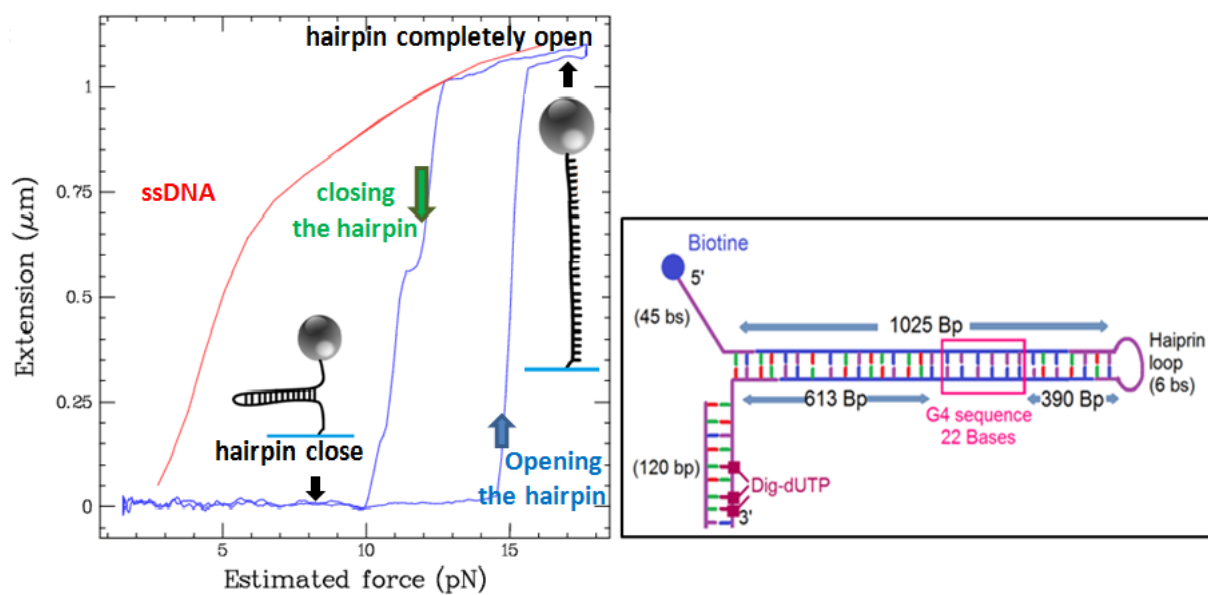 hairpin completely open
1
0.75
0.5
0.25
0
Extension (μm)
ssDNA
closing
the hairpin
hairpin close
Opening
the hairpin
5
10
15
Estimated force (pN)
Biotine
5'
(45 bs)
1025 Bp
Haiprin
loop
(6 bs)
613 Bp
390 Bp
G4 sequence
22 Bases
(120 bp)
Dig-dUTP
3'